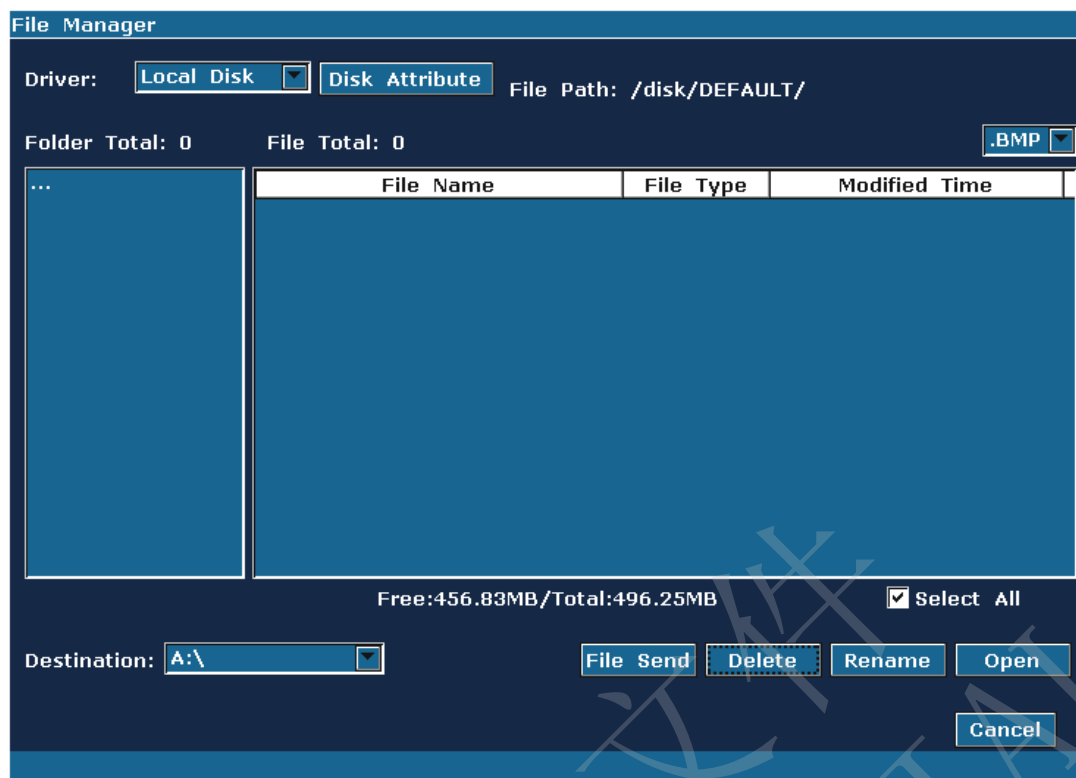 File Manager
Driver: Local Disk Disk Attribute File Path: /disk/DEFAULT/
Folder Total: 0 File Total: 0 .BMP
... File Name File Type Modified Time
Free:456.83MB/Total:496.25MB Select All
Destination: A:\ File Send Delete Rename Open
Cancel
文件